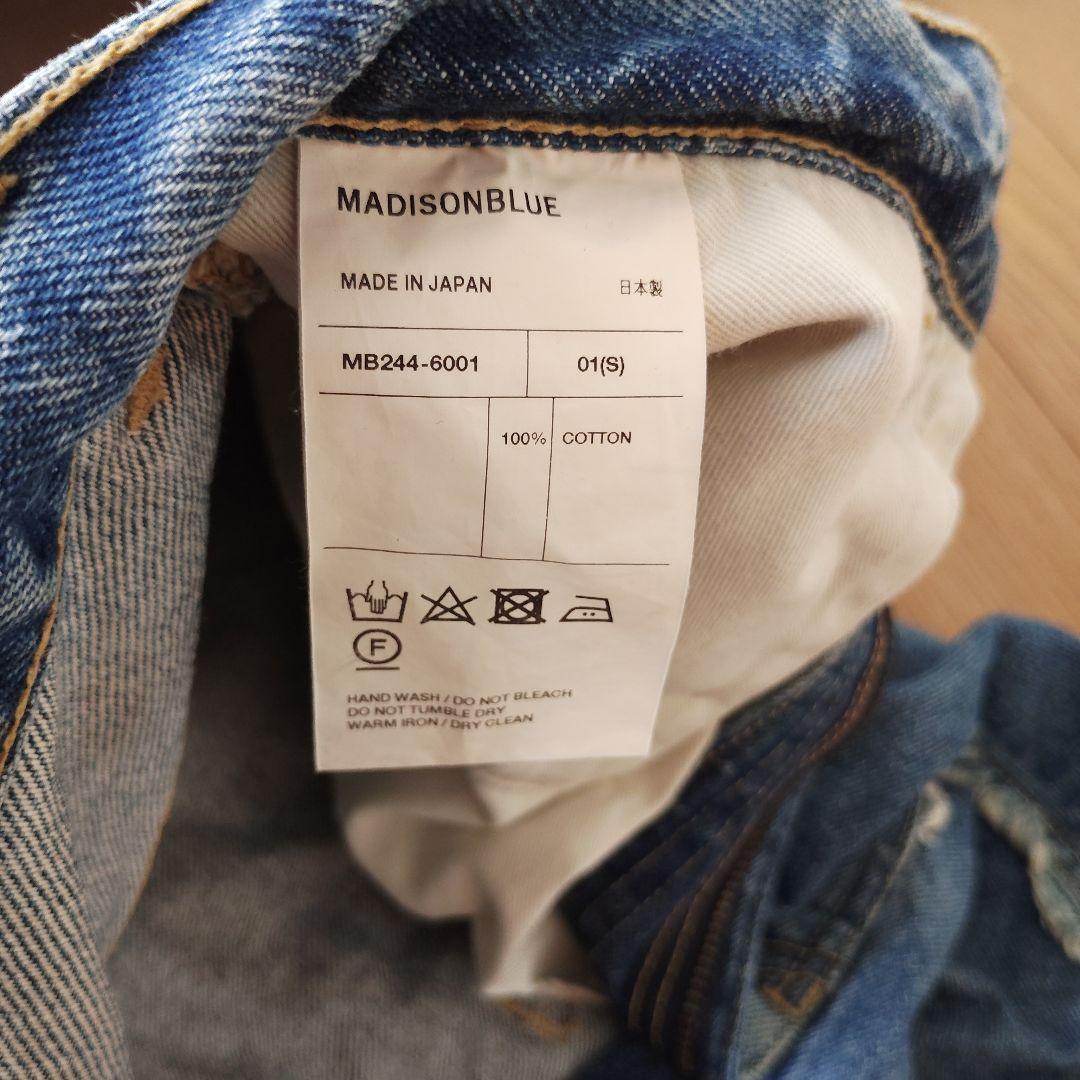 MADISONBLUE
MADE IN JAPAN 日本製
MB244-6001 01(S)
100% COTTON
F
HAND WASH / DO NOT BLEACH
DO NOT TUMBLE DRY
WARM IRON / DRY CLEAN